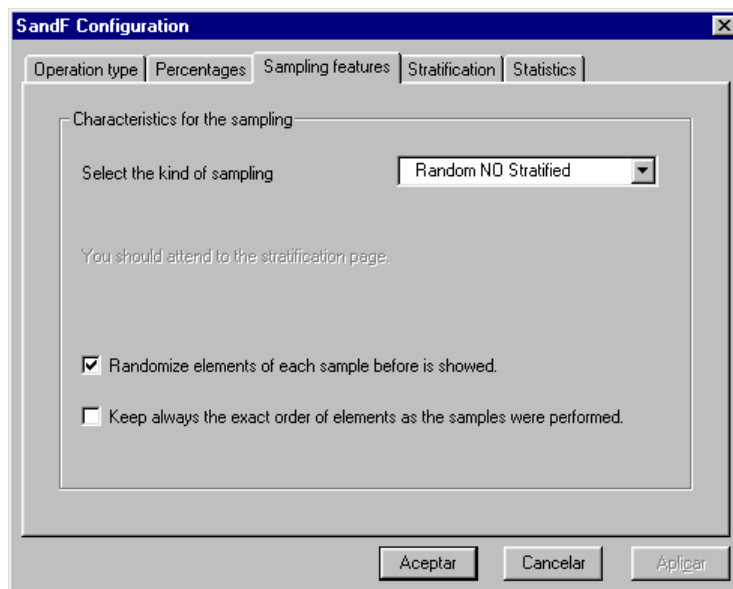 SandF Configuration
Operation type Percentages Sampling features Stratification Statistics
Characteristics for the sampling
Select the kind of sampling Random NO Stratified
You should attend to the stratification page.
Randomize elements of each sample before is showed.
Keep always the exact order of elements as the samples were performed.
Aceptar Cancelar Aplicar